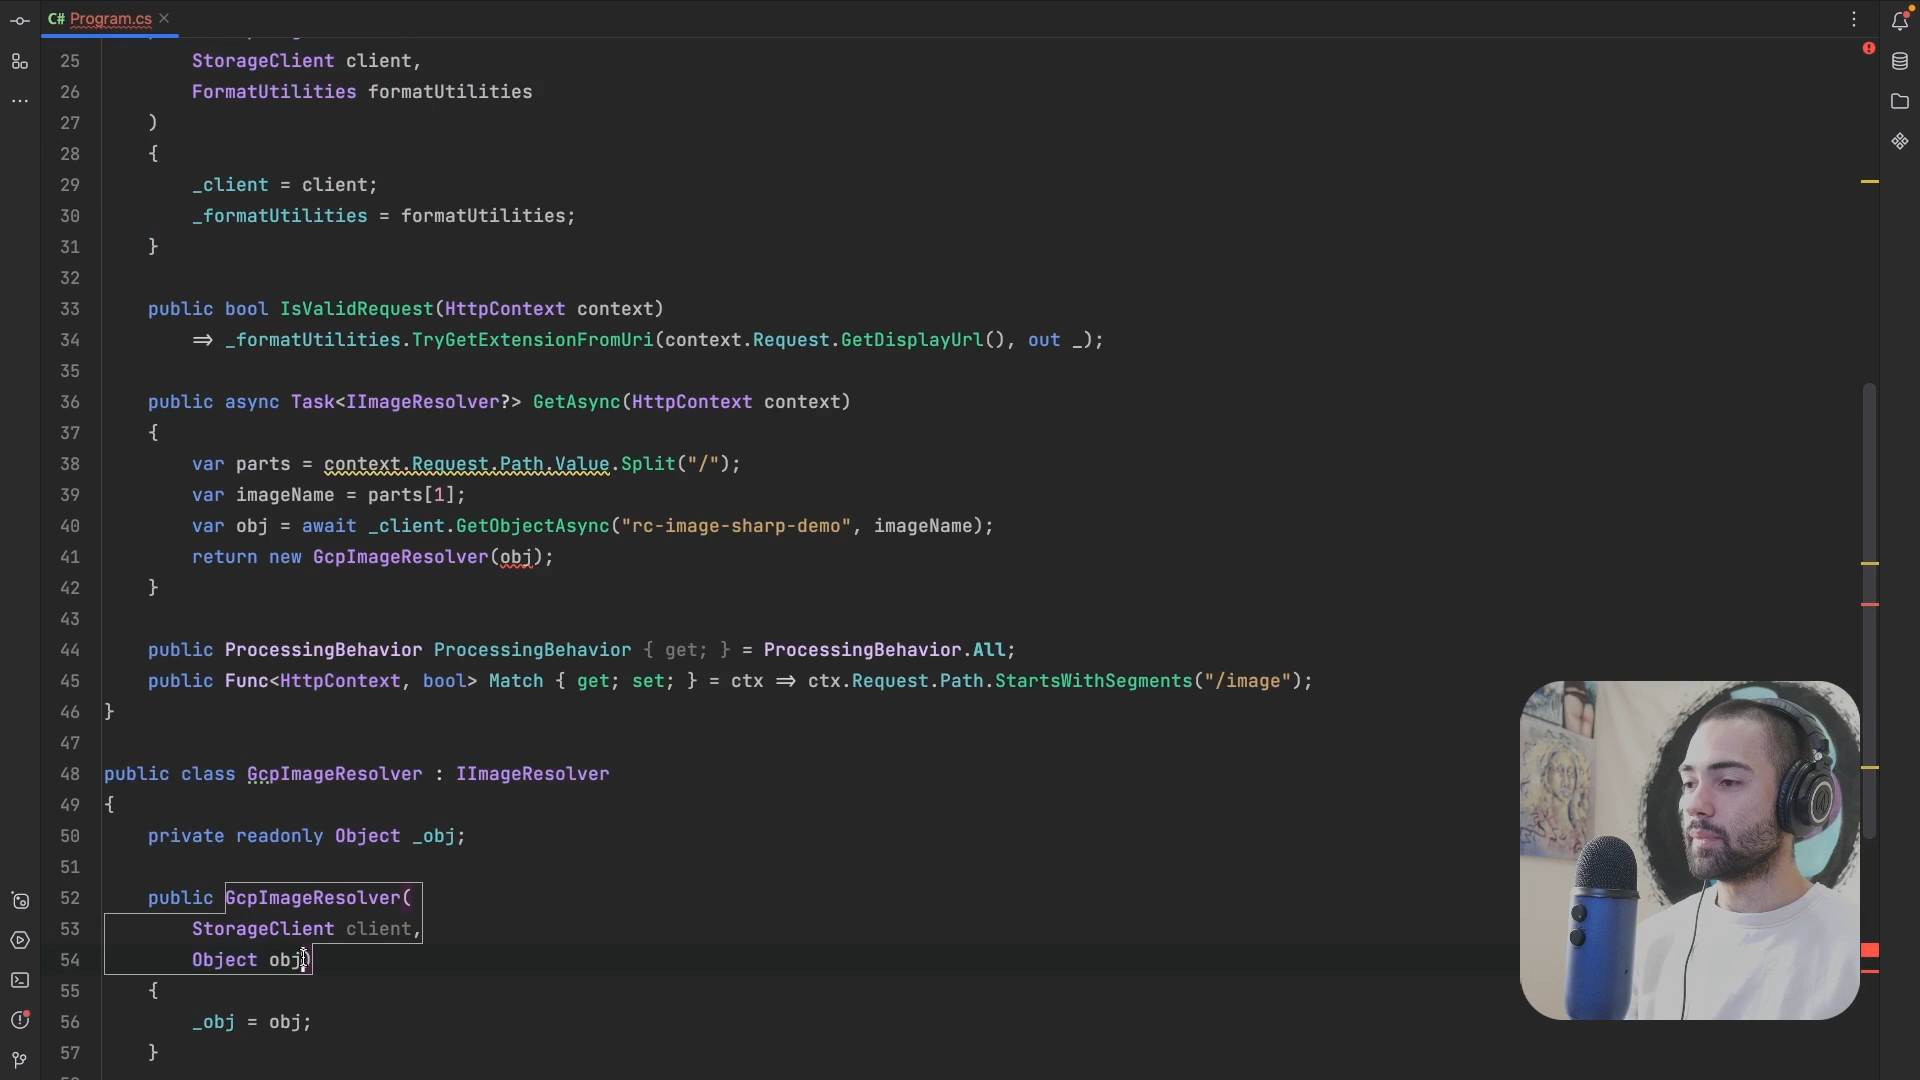 C# Program.cs
25 StorageClient client,
26 FormatUtilities formatUtilities
27 )
28 {
29 _client = client;
30 _formatUtilities = formatUtilities;
31 }
32
33 public bool IsValidRequest(HttpContext context)
34 => _formatUtilities.TryGetExtensionFromUri(context.Request.GetDisplayUrl(), out _);
35
36 public async Task<IImageResolver?> GetAsync(HttpContext context)
37 {
38 var parts = context.Request.Path.Value.Split("/");
39 var imageName = parts[1];
40 var obj = await _client.GetObjectAsync("rc-image-sharp-demo", imageName);
41 return new GcpImageResolver(obj);
42 }
43
44 public ProcessingBehavior ProcessingBehavior { get; } = ProcessingBehavior.All;
45 public Func<HttpContext, bool> Match { get; set; } = ctx => ctx.Request.Path.StartsWithSegments("/image");
46 }
47
48 public class GcpImageResolver : IImageResolver
49 {
50 private readonly Object _obj;
51
52 public GcpImageResolver(
53 StorageClient client,
54 Object obj)
55 {
56 _obj = obj;
57 }